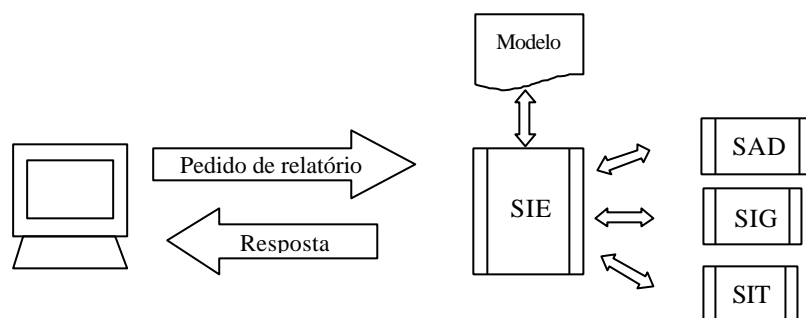 Modelo
Pedido de relatório
SIE
Resposta
SAD
SIG
SIT